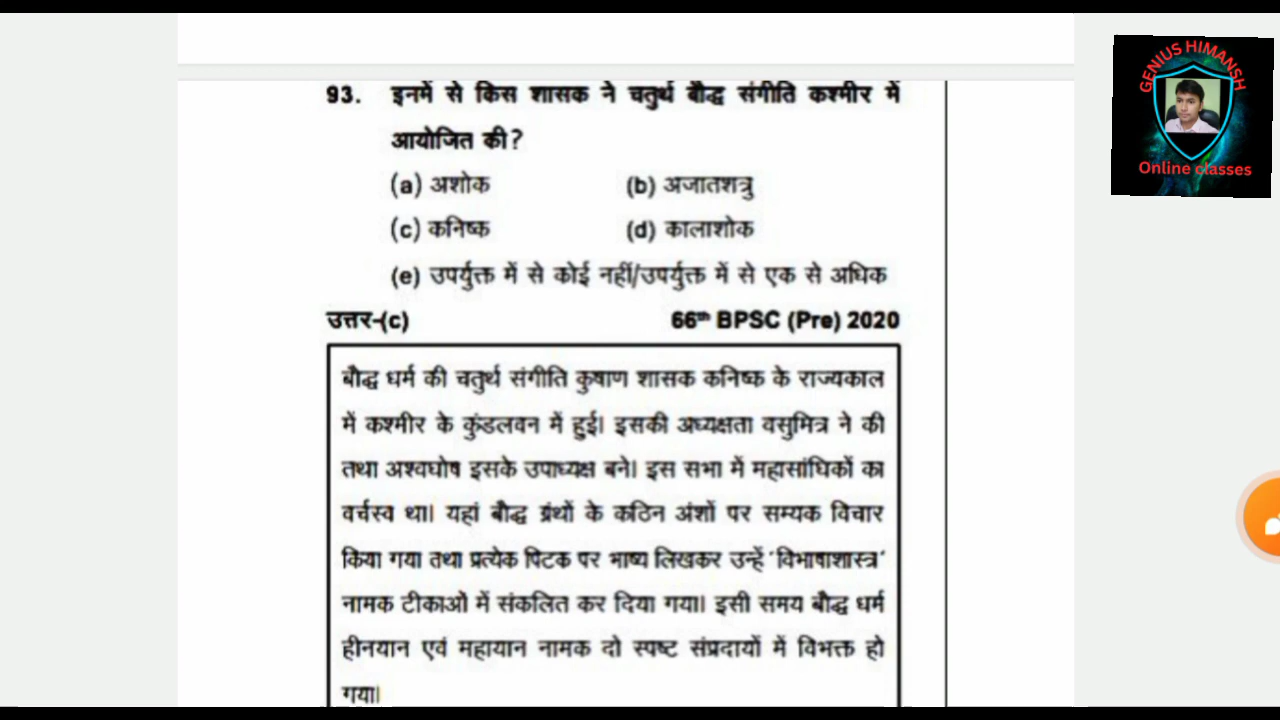 GENIUS HIMANSH
Online classes
93. इनमें से किस शासक ने चतुर्थ बौद्ध संगीति कश्मीर में
आयोजित की?
(a) अशोक (b) अजातशत्रु
(c) कनिष्क (d) कालाशोक
(e) उपर्युक्त में से कोई नहीं/उपर्युक्त में से एक से अधिक
उत्तर-(c) 66th BPSC (Pre) 2020
बौद्ध धर्म की चतुर्थ संगीति कुषाण शासक कनिष्क के राज्यकाल
में कश्मीर के कुंडलवन में हुई। इसकी अध्यक्षता वसुमित्र ने की
तथा अश्वघोष इसके उपाध्यक्ष बने। इस सभा में महासांघिकों का
वर्चस्व था। यहां बौद्ध ग्रंथों के कठिन अंशों पर सम्यक विचार
किया गया तथा प्रत्येक पिटक पर भाष्य लिखकर उन्हें 'विभाषाशास्त्र'
नामक टीकाओं में संकलित कर दिया गया। इसी समय बौद्ध धर्म
हीनयान एवं महायान नामक दो स्पष्ट संप्रदायों में विभक्त हो
गया।